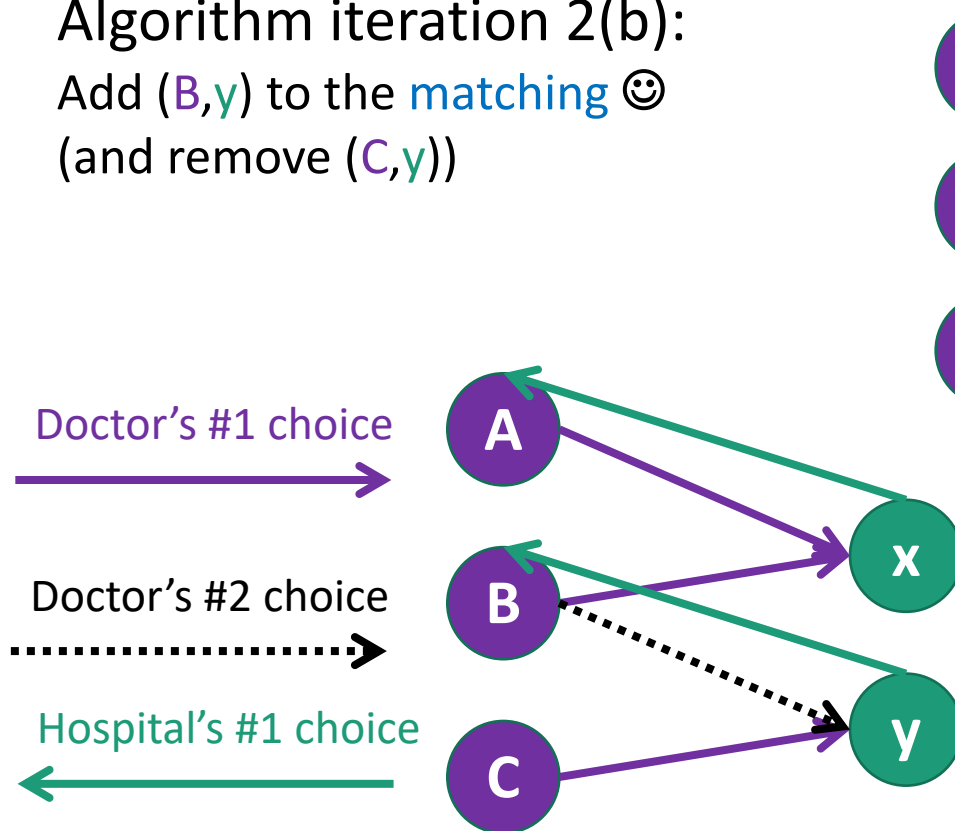 Algorithm iteration 2(b):
Add (B,y) to the matching ☺
(and remove (C,y))
Doctor’s #1 choice
A
x
Doctor’s #2 choice
B
Hospital’s #1 choice
y
C